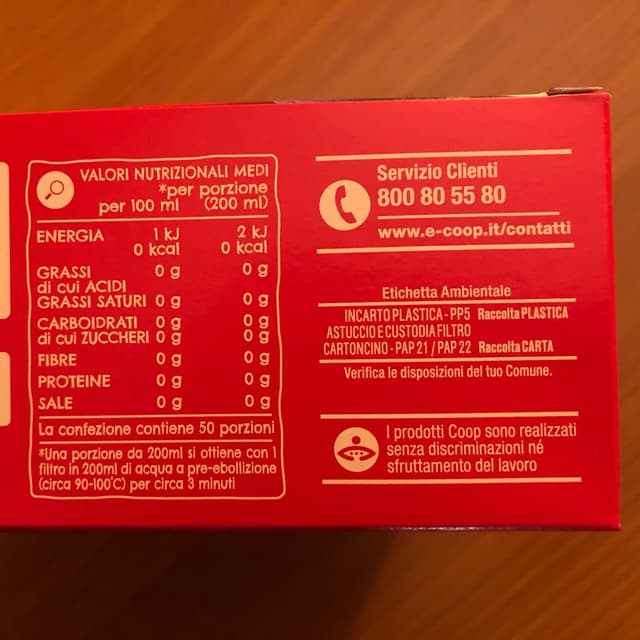 VALORI NUTRIZIONALI MEDI
*per porzione
per 100 ml (200 ml)
ENERGIA 1 kJ 2 kJ
0 kcal 0 kcal
GRASSI 0 g 0 g
di cui ACIDI
GRASSI SATURI 0 g 0 g
CARBOIDRATI 0 g 0 g
di cui ZUCCHERI 0 g 0 g
FIBRE 0 g 0 g
PROTEINE 0 g 0 g
SALE 0 g 0 g
La confezione contiene 50 porzioni
*Una porzione da 200ml si ottiene con 1
filtro in 200ml di acqua a pre-ebollizione
(circa 90-100°C) per circa 3 minuti
Servizio Clienti
800 80 55 80
www.e-coop.it/contatti
Etichetta Ambientale
INCARTO PLASTICA - PP5 Raccolta PLASTICA
ASTUCCIO E CUSTODIA FILTRO
CARTONCINO - PAP 21 / PAP 22 Raccolta CARTA
Verifica le disposizioni del tuo Comune.
I prodotti Coop sono realizzati
senza discriminazioni né
sfruttamento del lavoro